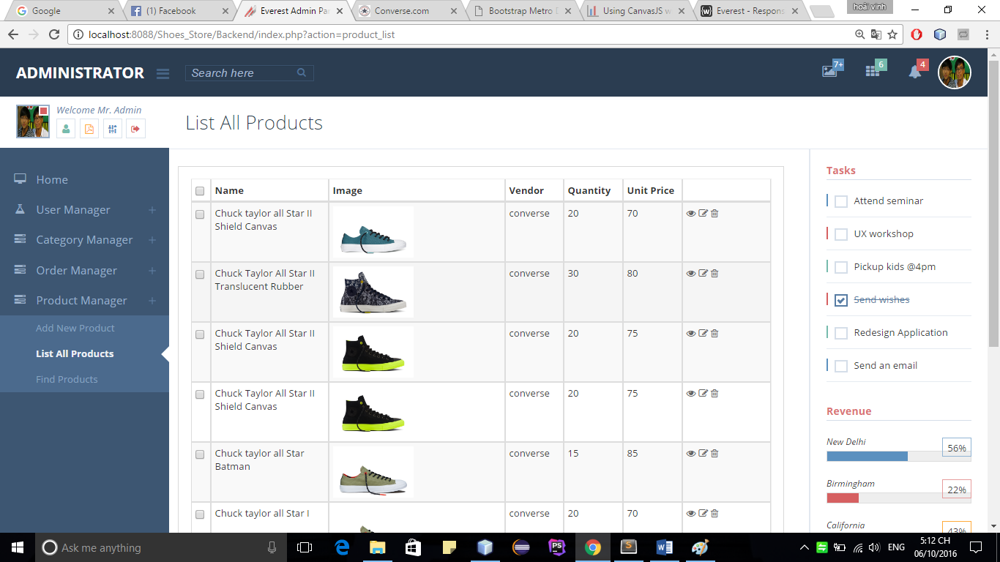 hoài vinh
Google
(1) Facebook
Everest Admin Par
Converse.com
Bootstrap Metro D
Using CanvasJS w
Everest - Respons
localhost:8088/Shoes_Store/Backend/index.php?action=product_list
ADMINISTRATOR
Search here
7+
6
4
Welcome Mr. Admin
List All Products
Home
User Manager +
Category Manager +
Order Manager +
Product Manager +
Add New Product
List All Products
Find Products
Name Image Vendor Quantity Unit Price
Chuck taylor all Star II converse 20 70
Shield Canvas
Chuck Taylor All Star II converse 30 80
Translucent Rubber
Chuck Taylor All Star II converse 20 75
Shield Canvas
Chuck Taylor All Star II converse 20 75
Shield Canvas
Chuck taylor all Star converse 15 85
Batman
Chuck taylor all Star I converse 20 70
Tasks
Attend seminar
UX workshop
Pickup kids @4pm
Send wishes
Redesign Application
Send an email
Revenue
New Delhi
56%
Birmingham
22%
California
43%
Ask me anything
PS
S
ENG
5:12 CH
06/10/2016